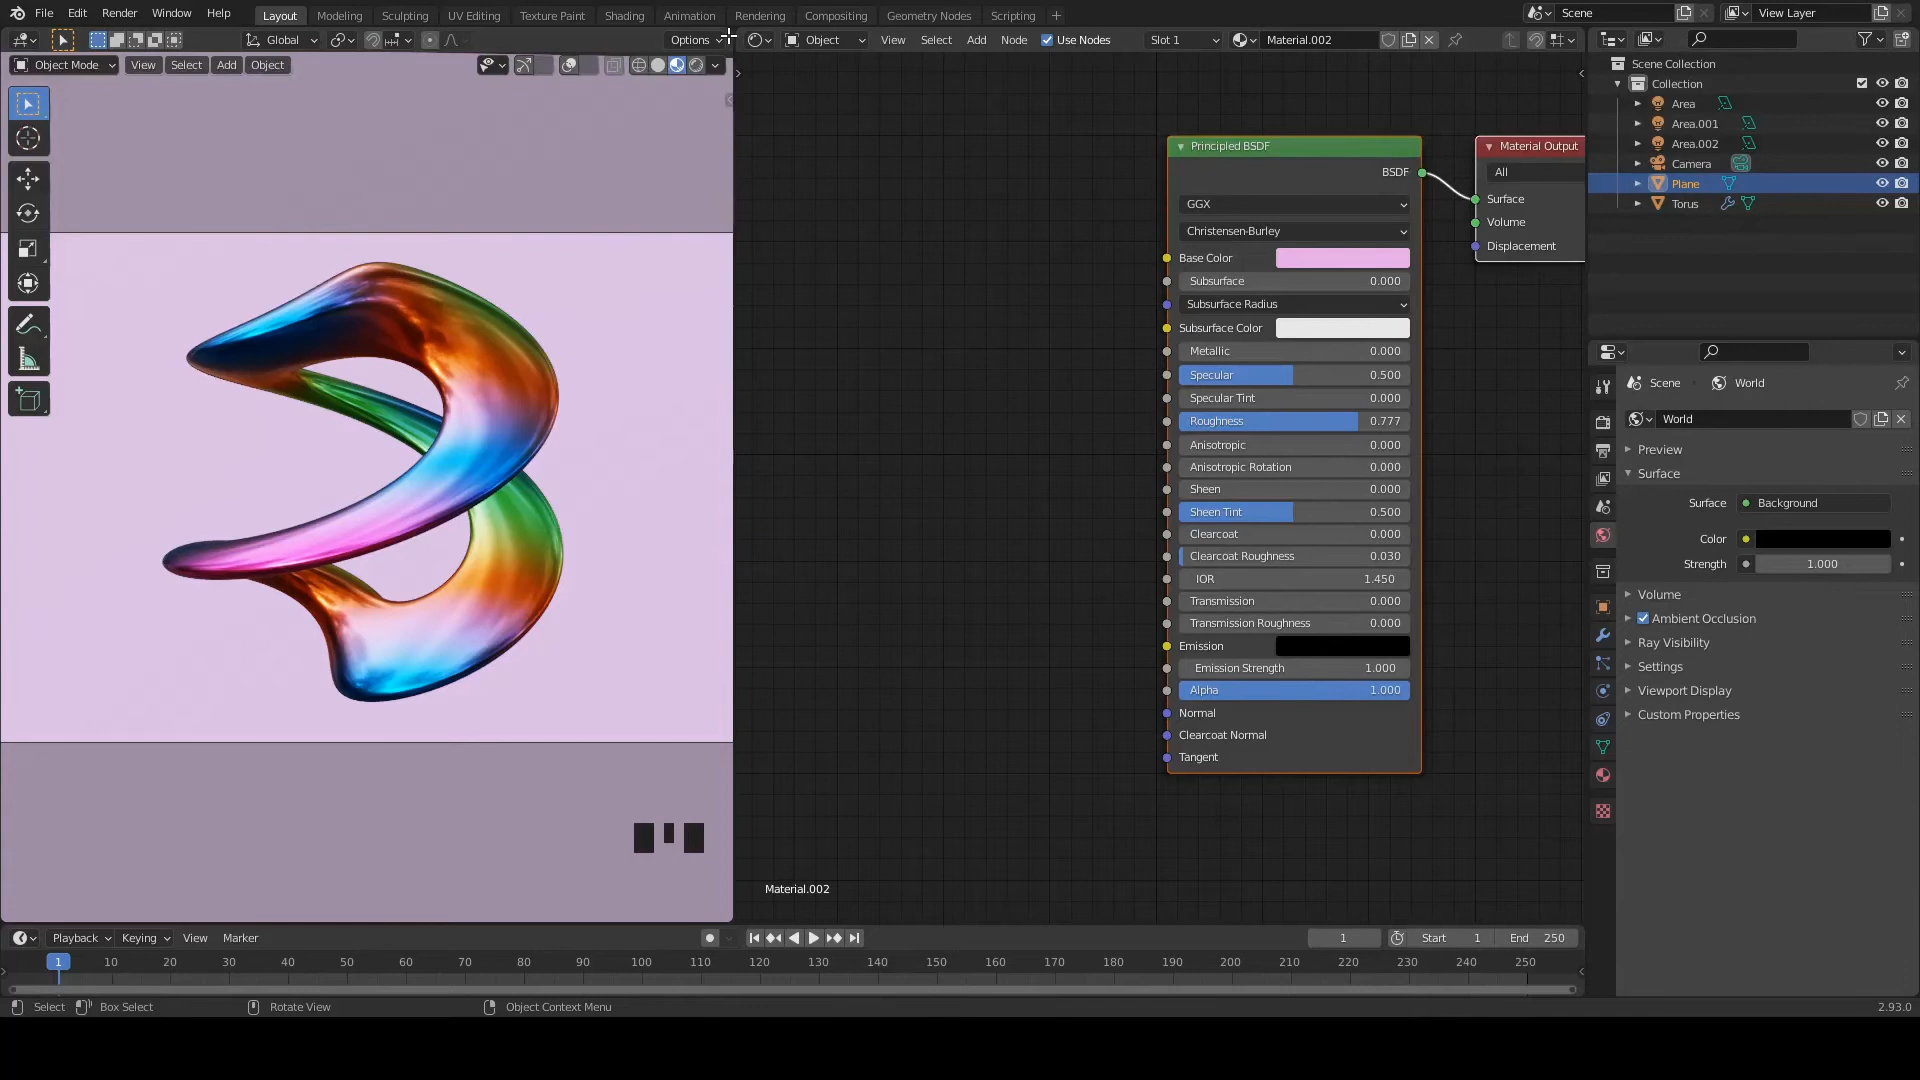 File Edit Render Window Help Layout Modeling Sculpting UV Editing Texture Paint Shading Animation Rendering Compositing Geometry Nodes Scripting + Scene View Layer
Global Options Object View Select Add Node Use Nodes Slot 1 Material.002
Object Mode View Select Add Object
Scene Collection
Collection
Area
Area.001
Area.002
Camera
Plane
Torus
Principled BSDF
BSDF
GGX
Christensen-Burley
Base Color
Subsurface 0.000
Subsurface Radius
Subsurface Color
Metallic 0.000
Specular 0.500
Specular Tint 0.000
Roughness 0.777
Anisotropic 0.000
Anisotropic Rotation 0.000
Sheen 0.000
Sheen Tint 0.500
Clearcoat 0.000
Clearcoat Roughness 0.030
IOR 1.450
Transmission 0.000
Transmission Roughness 0.000
Emission
Emission Strength 1.000
Alpha 1.000
Normal
Clearcoat Normal
Tangent
Material Output
All
Surface
Volume
Displacement
Material.002
Scene World
World
Preview
Surface
Surface Background
Color
Strength 1.000
Volume
Ambient Occlusion
Ray Visibility
Settings
Viewport Display
Custom Properties
Playback Keying View Marker 1 Start 1 End 250
1 10 20 30 40 50 60 70 80 90 100 110 120 130 140 150 160 170 180 190 200 210 220 230 240 250
Select Box Select Rotate View Object Context Menu 2.93.0